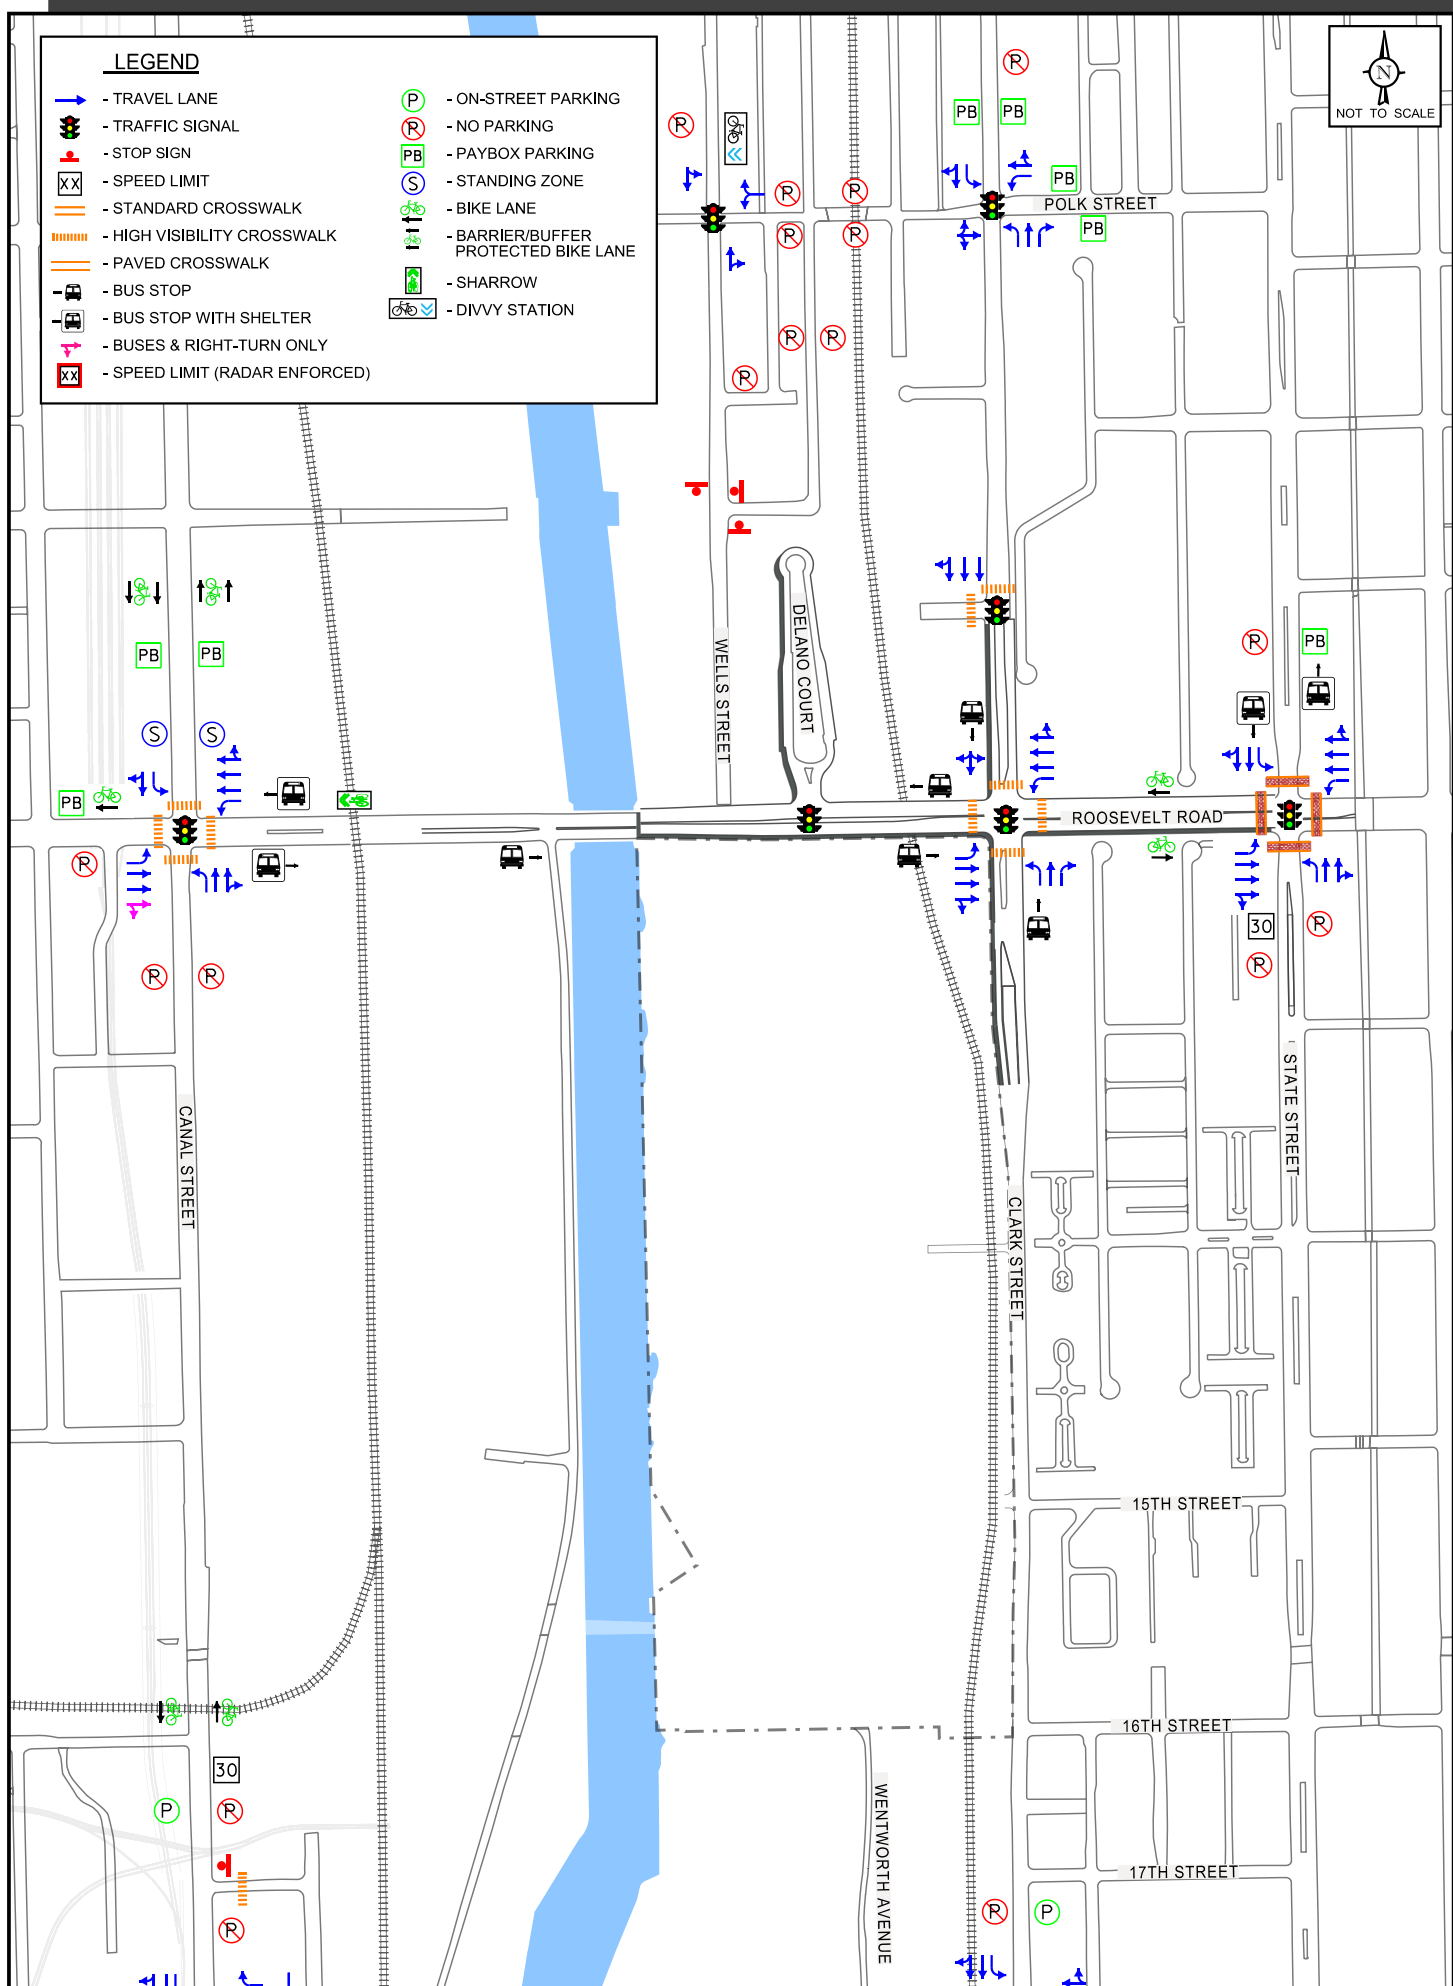 LEGEND
- TRAVEL LANE
- TRAFFIC SIGNAL
- STOP SIGN
XX - SPEED LIMIT
- STANDARD CROSSWALK
- HIGH VISIBILITY CROSSWALK
- PAVED CROSSWALK
- BUS STOP
- BUS STOP WITH SHELTER
- BUSES & RIGHT-TURN ONLY
XX - SPEED LIMIT (RADAR ENFORCED)
P - ON-STREET PARKING
P - NO PARKING
PB - PAYBOX PARKING
S - STANDING ZONE
- BIKE LANE
- BARRIER/BUFFER
PROTECTED BIKE LANE
- SHARROW
- DIVVY STATION
N
NOT TO SCALE
P
PB PB
P
PB
P P
POLK STREET
PB
P P
P P
P
DELANO COURT
WELLS STREET
PB PB
P PB
S S
PB
ROOSEVELT ROAD
P
30 P
P P
P
STATE STREET
CANAL STREET
CLARK STREET
15TH STREET
16TH STREET
30
WENTWORTH AVENUE
P P
17TH STREET
P P
P